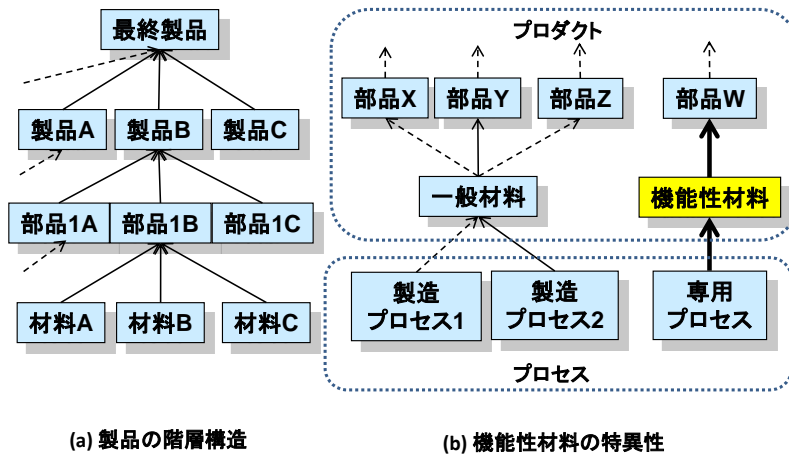 最終製品
製品A
製品B
製品C
部品1A
部品1B
部品1C
材料A
材料B
材料C
(a) 製品の階層構造
プロダクト
部品X
部品Y
部品Z
部品W
一般材料
機能性材料
製造
プロセス1
製造
プロセス2
専用
プロセス
プロセス
(b) 機能性材料の特異性